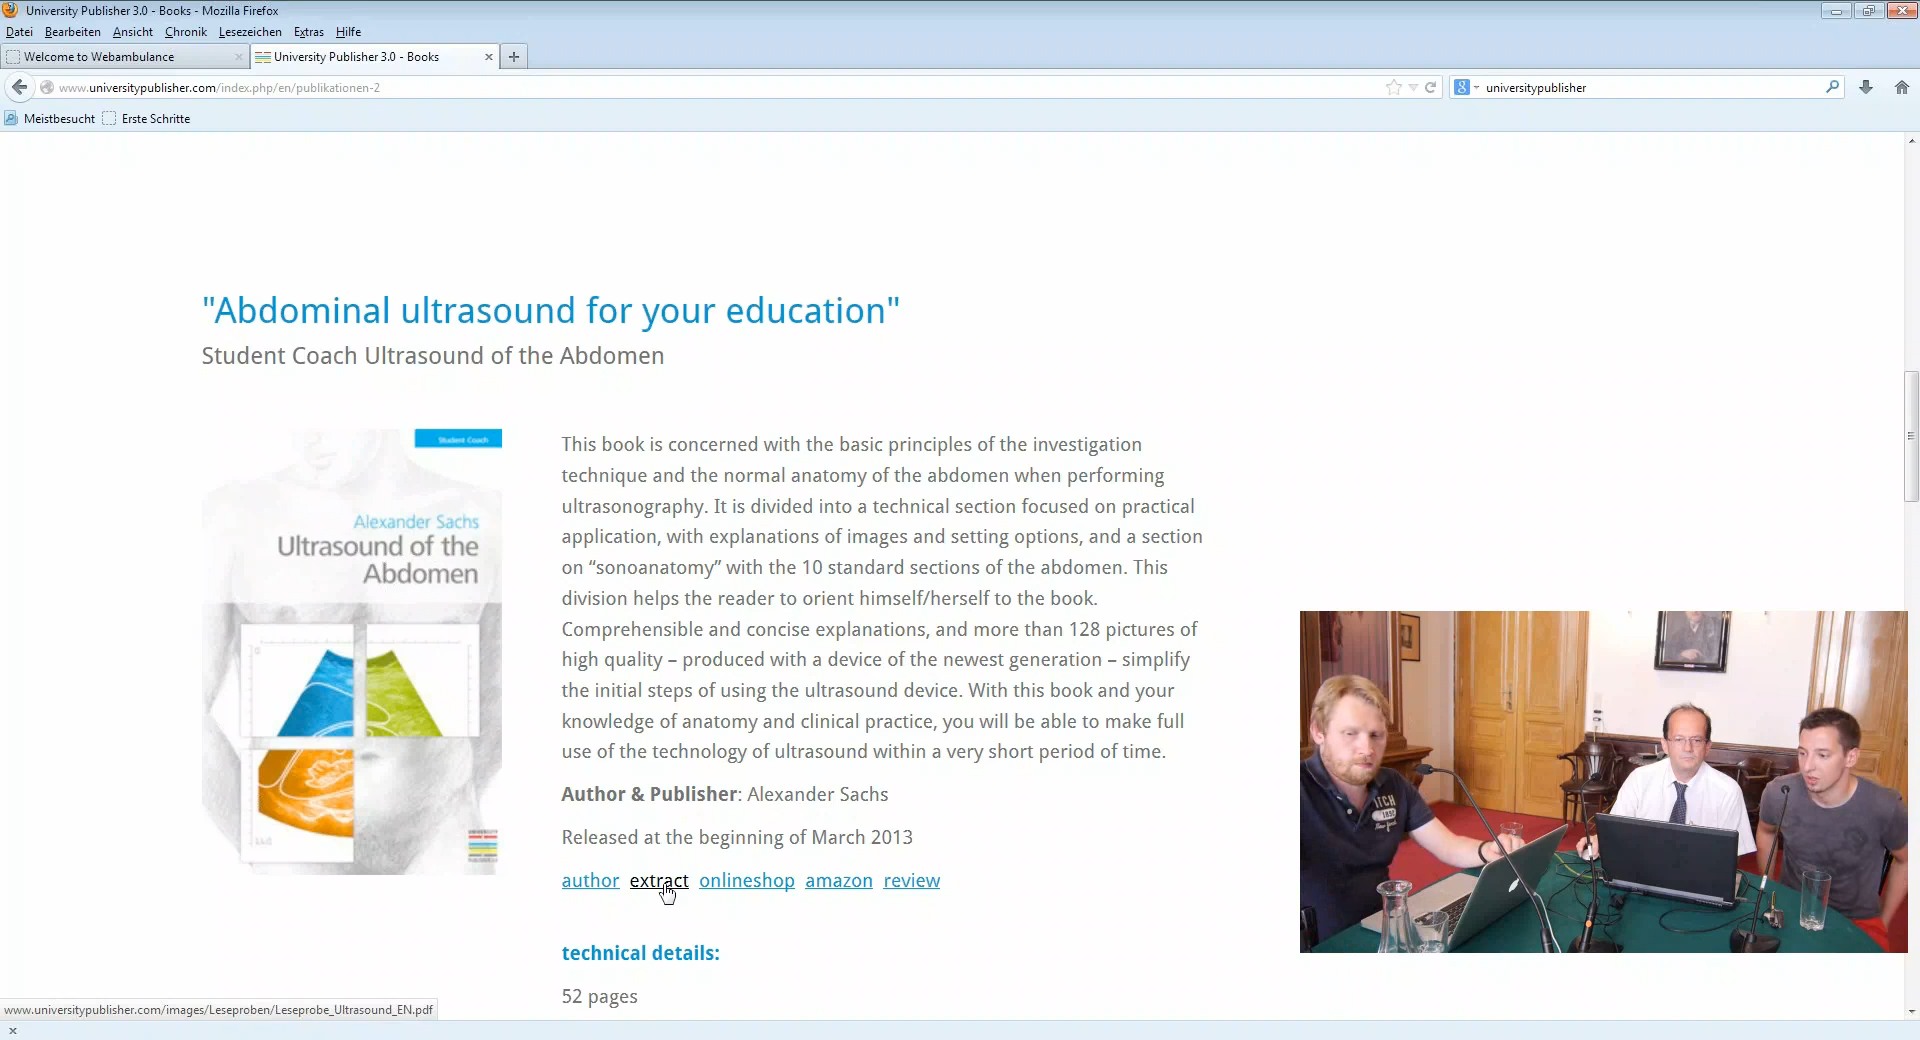 University Publisher 3.0 - Books - Mozilla Firefox
Datei Bearbeiten Ansicht Chronik Lesezeichen Extras Hilfe
Welcome to Webambulance
University Publisher 3.0 - Books
www.universitypublisher.com/index.php/en/publikationen-2
universitypublisher
Meistbesucht Erste Schritte
"Abdominal ultrasound for your education"
Student Coach Ultrasound of the Abdomen
Student Coach
Alexander Sachs
Ultrasound of the
Abdomen
This book is concerned with the basic principles of the investigation
technique and the normal anatomy of the abdomen when performing
ultrasonography. It is divided into a technical section focused on practical
application, with explanations of images and setting options, and a section
on “sonoanatomy” with the 10 standard sections of the abdomen. This
division helps the reader to orient himself/herself to the book.
Comprehensible and concise explanations, and more than 128 pictures of
high quality – produced with a device of the newest generation – simplify
the initial steps of using the ultrasound device. With this book and your
knowledge of anatomy and clinical practice, you will be able to make full
use of the technology of ultrasound within a very short period of time.
Author & Publisher: Alexander Sachs
Released at the beginning of March 2013
author extract onlineshop amazon review
technical details:
52 pages
www.universitypublisher.com/images/Leseproben/Leseprobe_Ultrasound_EN.pdf